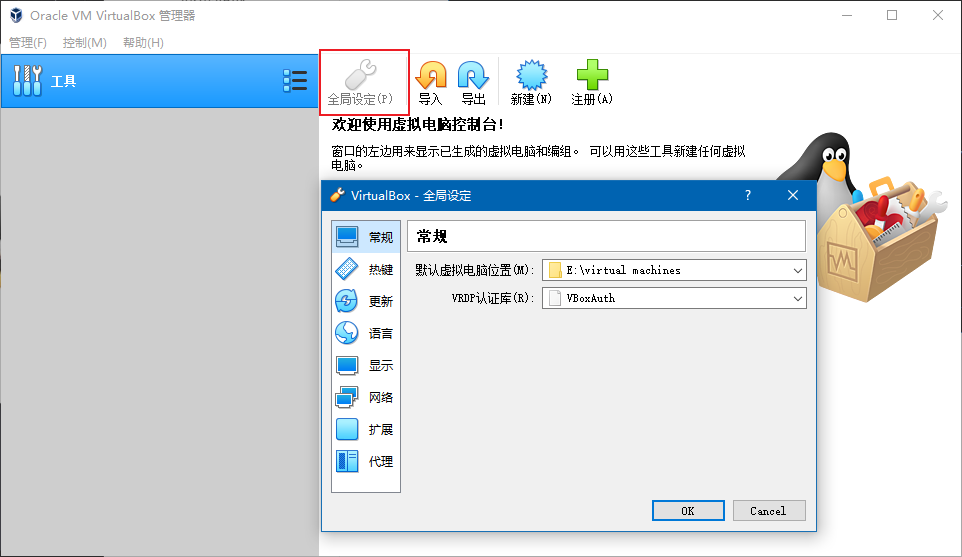 Oracle VM VirtualBox 管理器
管理(F) 控制(M) 帮助(H)
工具
全局设定(P) 导入 导出 新建(N) 注册(A)
欢迎使用虚拟电脑控制台!
窗口的左边用来显示已生成的虚拟电脑和编组。 可以用这些工具新建任何虚拟
电脑。
VirtualBox - 全局设定
常规
热键
更新
语言
显示
网络
扩展
代理
常规
默认虚拟电脑位置(M): E:\virtual machines
VRDP认证库(R): VBoxAuth
OK Cancel